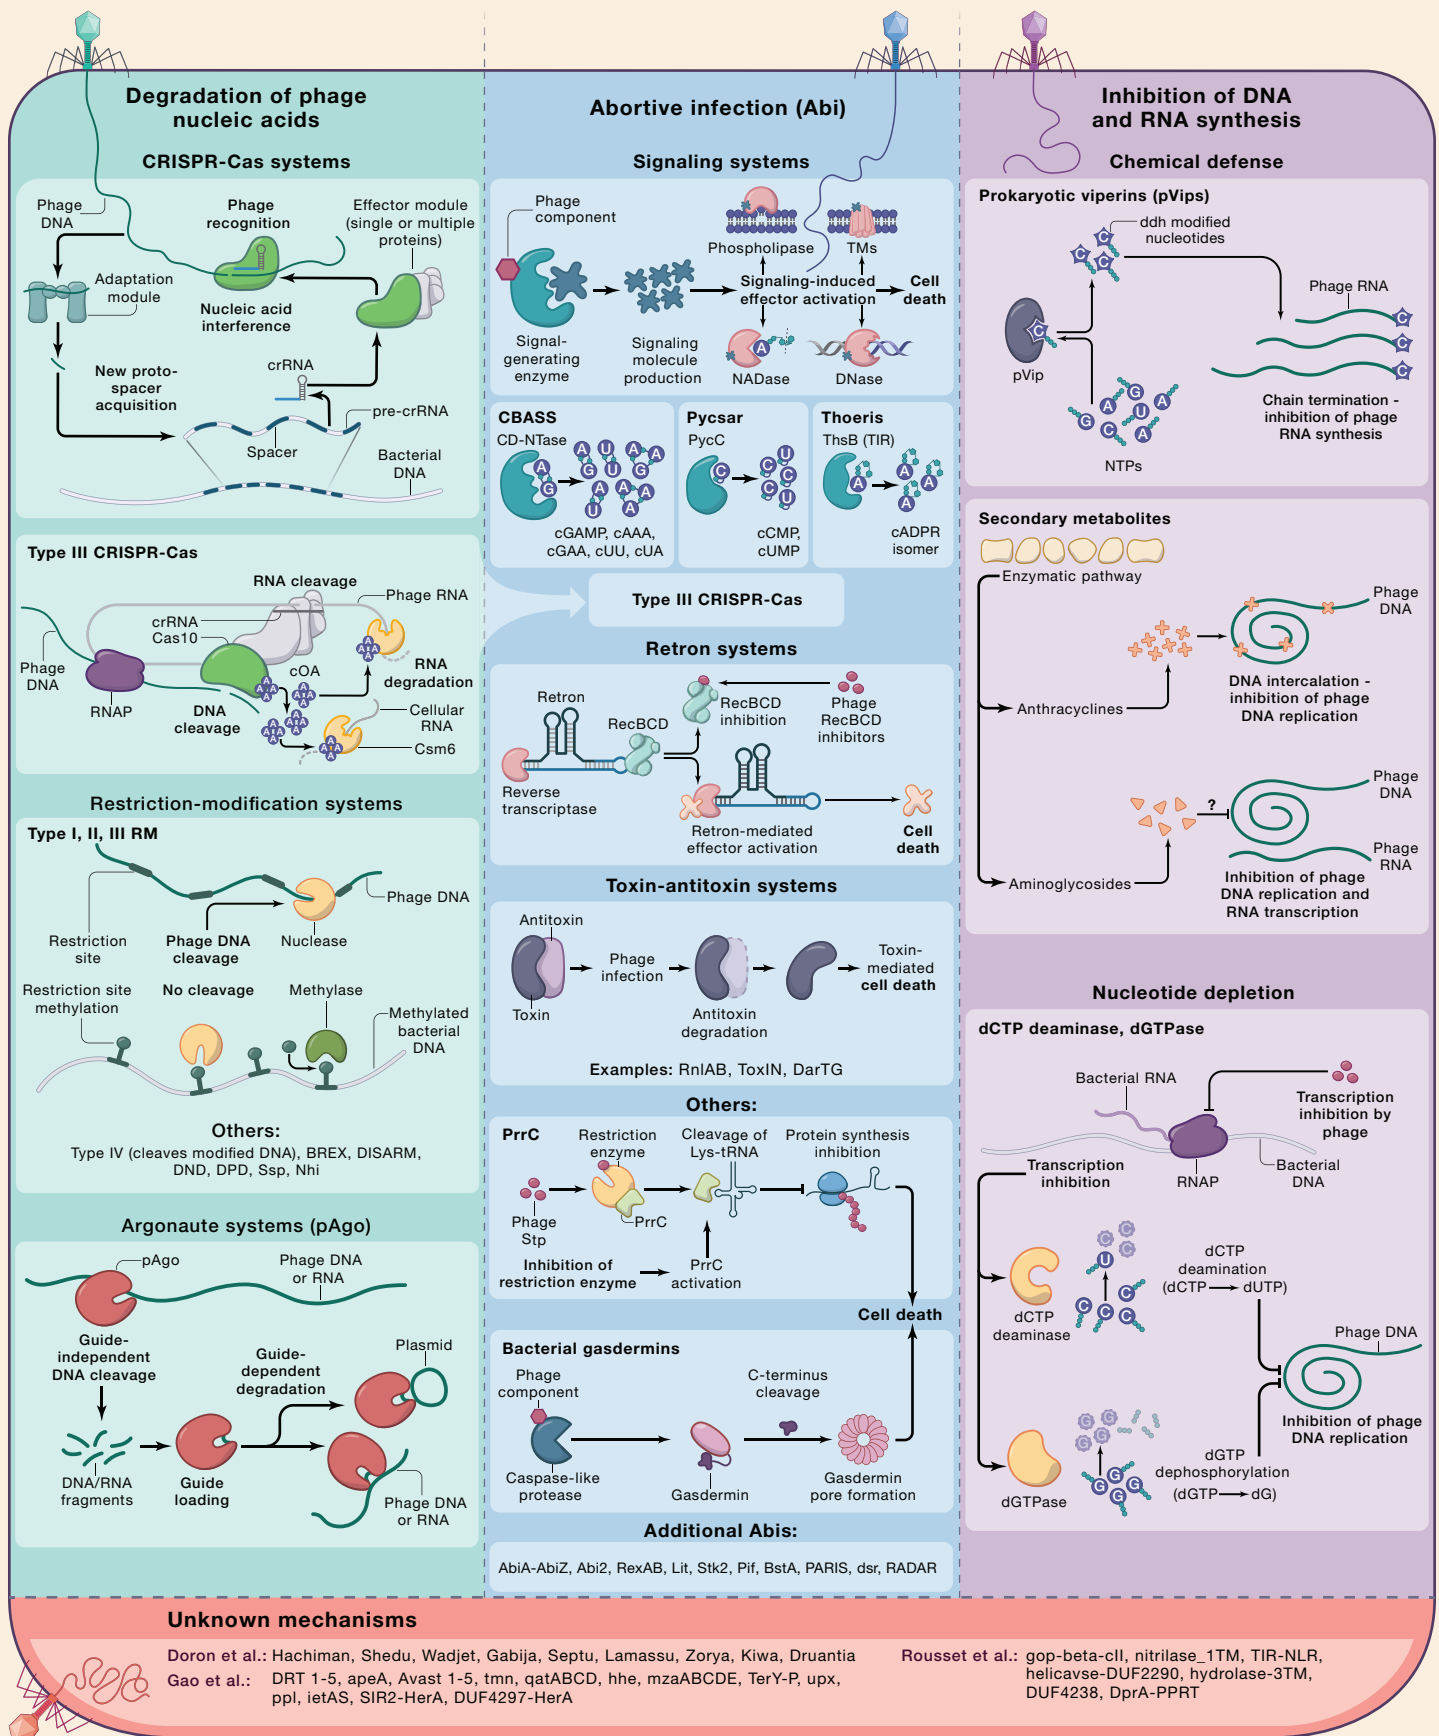 Degradation of phage
nucleic acids
CRISPR-Cas systems
Phage
DNA
Phage
recognition
Effector module
(single or multiple
proteins)
Adaptation
module
Nucleic acid
interference
New proto-
spacer
acquisition
crRNA
pre-crRNA
Spacer
Bacterial
DNA
Type III CRISPR-Cas
RNA cleavage
Phage RNA
crRNA
Cas10
Phage
DNA
RNAP
cOA
A
A A
A
A
A A
A
A
A A
A
A
A A
A
A
A A
A
A
A A
A
RNA
degradation
DNA
cleavage
Cellular
RNA
Csm6
Restriction-modification systems
Type I, II, III RM
Phage DNA
Restriction
site
Phage DNA
cleavage
Nuclease
Restriction site
methylation
No cleavage
Methylase
Methylated
bacterial
DNA
Others:
Type IV (cleaves modified DNA), BREX, DISARM,
DND, DPD, Ssp, Nhi
Argonaute systems (pAgo)
pAgo
Phage DNA
or RNA
Guide-
independent
DNA cleavage
Guide-
dependent
degradation
Plasmid
DNA/RNA
fragments
Guide
loading
Phage DNA
or RNA
Abortive infection (Abi)
Signaling systems
Phage
component
Phospholipase
TMs
Signaling-induced
effector activation
Cell
death
Signal-
generating
enzyme
Signaling
molecule
production
A
NADase
DNase
CBASS
CD-NTase
A
G
A U A A
G U G
A A A
U A
cGAMP, cAAA,
cGAA, cUU, cUA
Pycsar
PycC
C
U
C
C
C U
cCMP,
cUMP
Thoeris
ThsB (TIR)
A
A
A
A
cADPR
isomer
Type III CRISPR-Cas
Retron systems
Retron
RecBCD
RecBCD
inhibition
Phage
RecBCD
inhibitors
Reverse
transcriptase
Retron-mediated
effector activation
Cell
death
Toxin-antitoxin systems
Antitoxin
Toxin
Phage
infection
Antitoxin
degradation
Toxin-
mediated
cell death
Examples: RnlAB, ToxIN, DarTG
Others:
PrrC
Restriction
enzyme
Cleavage of
Lys-tRNA
Protein synthesis
inhibition
Phage
Stp
PrrC
Inhibition of
restriction enzyme
PrrC
activation
Cell death
Bacterial gasdermins
Phage
component
C-terminus
cleavage
Caspase-like
protease
Gasdermin
Gasdermin
pore formation
Additional Abis:
AbiA-AbiZ, Abi2, RexAB, Lit, Stk2, Pif, BstA, PARIS, dsr, RADAR
Inhibition of DNA
and RNA synthesis
Chemical defense
Prokaryotic viperins (pVips)
ddh modified
nucleotides
C
C C
Phage RNA
C
C
C
C
pVip
G A G U A
C A
NTPs
Chain termination -
inhibition of phage
RNA synthesis
Secondary metabolites
Enzymatic pathway
Phage
DNA
Anthracyclines
DNA intercalation -
inhibition of phage
DNA replication
Phage
DNA
?
Phage
RNA
Aminoglycosides
Inhibition of phage
DNA replication and
RNA transcription
Nucleotide depletion
dCTP deaminase, dGTPase
Bacterial RNA
Transcription
inhibition by
phage
Transcription
inhibition
RNAP
Bacterial
DNA
C
C C
U
C
C C C
dCTP
deaminase
dCTP
deamination
(dCTP dUTP)
Phage DNA
Inhibition of phage
DNA replication
G G
G G
G
G G
G
dGTPase
dGTP
dephosphorylation
(dGTP dG)
Unknown mechanisms
Doron et al.: Hachiman, Shedu, Wadjet, Gabija, Septu, Lamassu, Zorya, Kiwa, Druantia
Gao et al.: DRT 1-5, apeA, Avast 1-5, tmn, qatABCD, hhe, mzaABCDE, TerY-P, upx,
ppl, ietAS, SIR2-HerA, DUF4297-HerA
Rousset et al.: gop-beta-cII, nitrilase_1TM, TIR-NLR,
helicavse-DUF2290, hydrolase-3TM,
DUF4238, DprA-PPRT